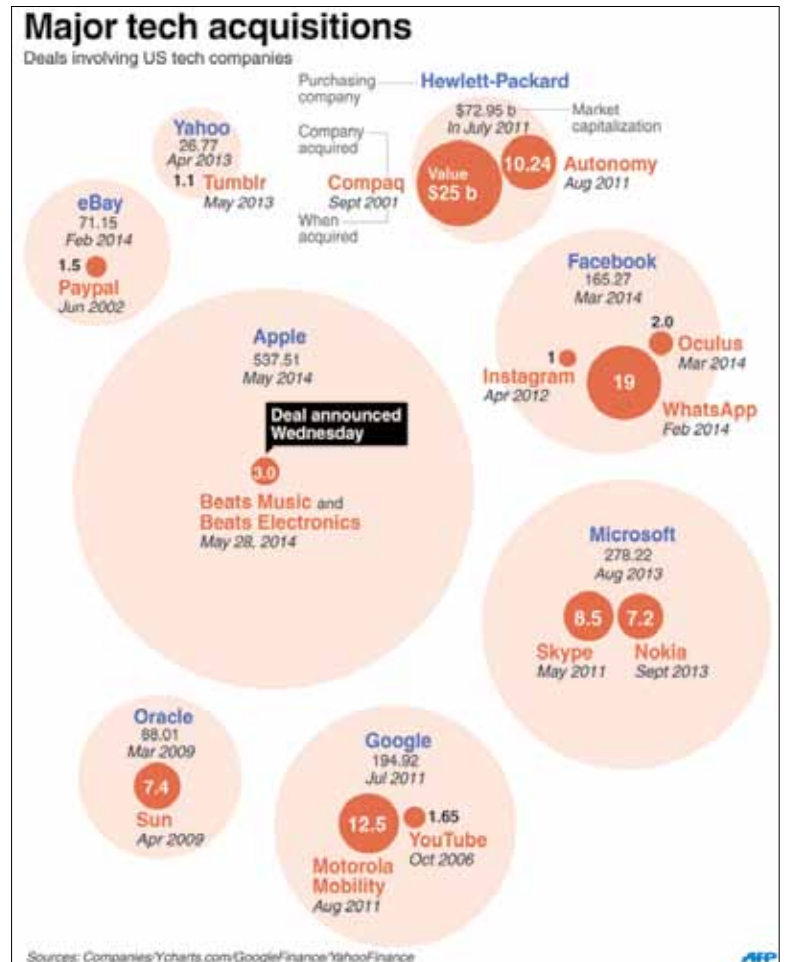 Major tech acquisitions
Deals involving US tech companies
Purchasing
company
Hewlett-Packard
$72.95 b
In July 2011
Market
capitalization
Company
acquired
Compaq
Sept 2001
When
acquired
Value
$25 b
10.24
Autonomy
Aug 2011
Yahoo
26.77
Apr 2013
1.1 Tumblr
May 2013
eBay
71.15
Feb 2014
1.5
Paypal
Jun 2002
Facebook
165.27
Mar 2014
2.0
Oculus
Mar 2014
1
Instagram
Apr 2012
19
WhatsApp
Feb 2014
Apple
537.51
May 2014
Deal announced
Wednesday
3.0
Beats Music and
Beats Electronics
May 28, 2014
Microsoft
278.22
Aug 2013
8.5
Skype
May 2011
7.2
Nokia
Sept 2013
Oracle
88.01
Mar 2009
7.4
Sun
Apr 2009
Google
194.92
Jul 2011
12.5
Motorola
Mobility
Aug 2011
1.65
YouTube
Oct 2006
Sources: Companies/Ycharts.com/GoogleFinance/YahooFinance
AFP